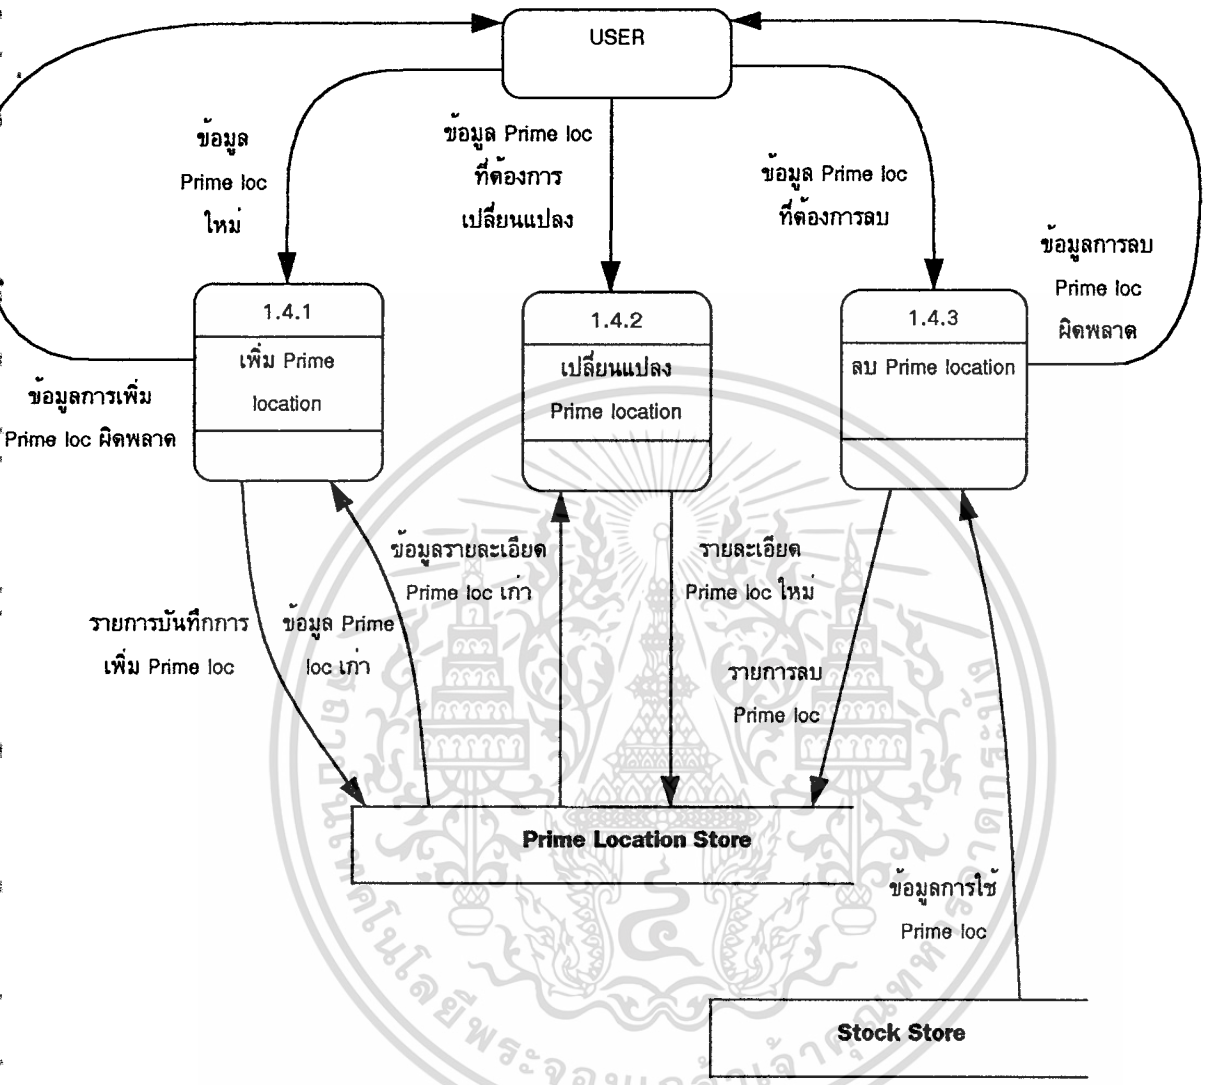 USER
ข้อมูล
Prime loc
ใหม่
ข้อมูล Prime loc
ที่ต้องการ
เปลี่ยนแปลง
ข้อมูล Prime loc
ที่ต้องการลบ
ข้อมูลการลบ
Prime loc
ผิดพลาด
1.4.1
เพิ่ม Prime
location
1.4.2
เปลี่ยนแปลง
Prime location
1.4.3
ลบ Prime location
ข้อมูลการเพิ่ม
Prime loc ผิดพลาด
รายการบันทึกการ
เพิ่ม Prime loc
ข้อมูล Prime
loc เก่า
ข้อมูลรายละเอียด
Prime loc เก่า
รายละเอียด
Prime loc ใหม่
รายการลบ
Prime loc
Prime Location Store
ข้อมูลการใช้
Prime loc
Stock Store